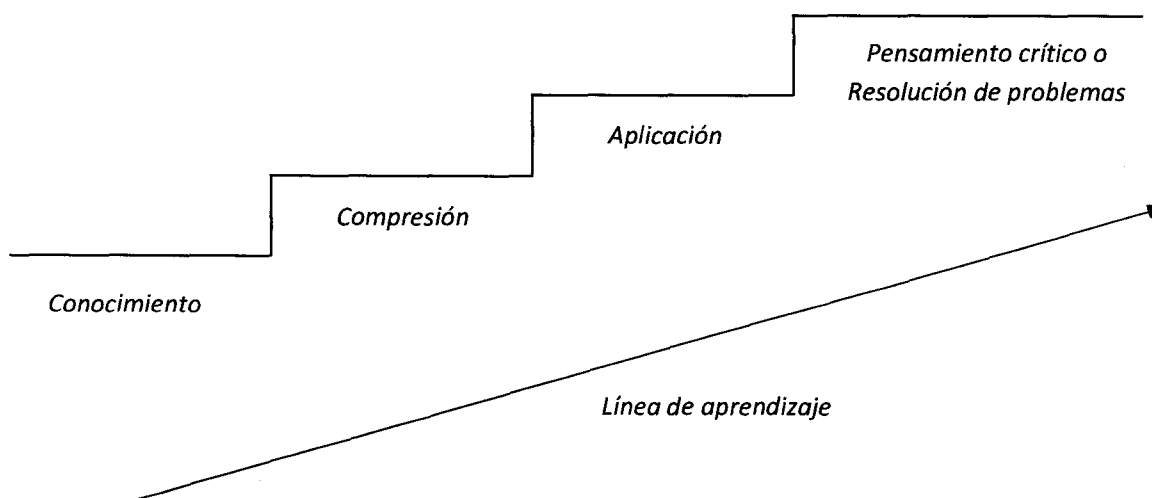 Pensamiento crítico o
Resolución de problemas
Aplicación
Compresión
Conocimiento
Línea de aprendizaje